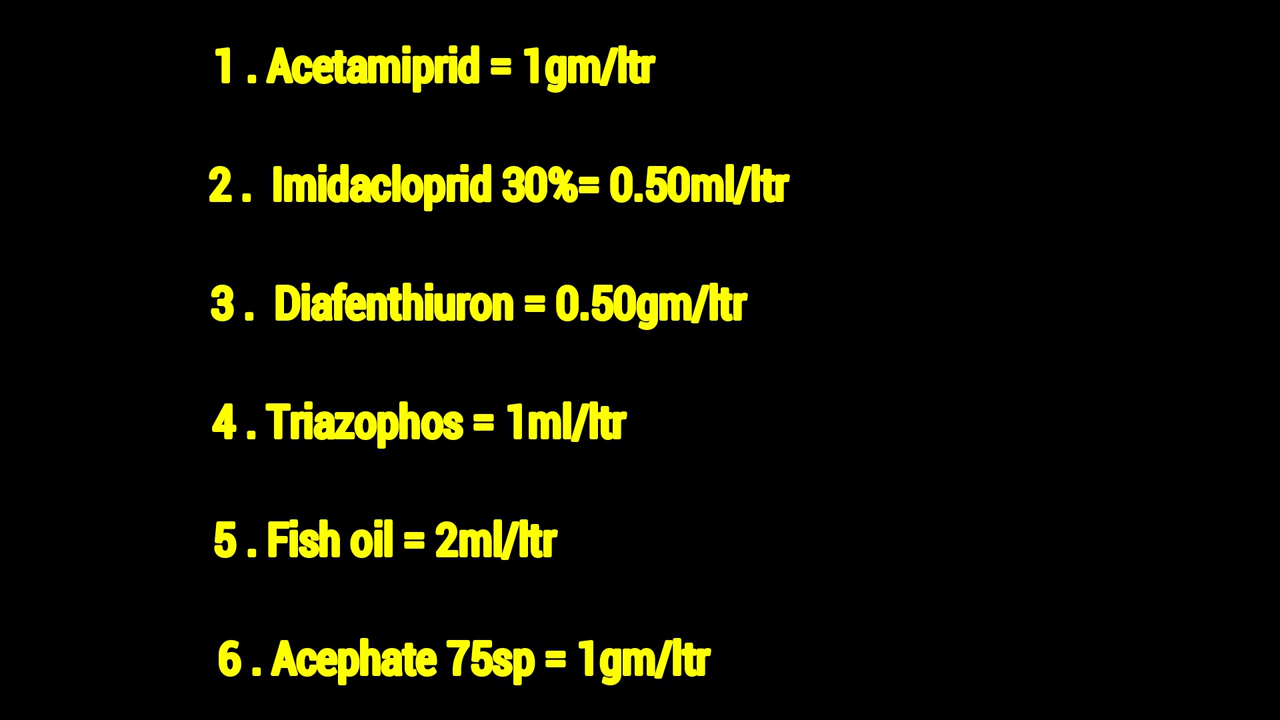 1 . Acetamiprid = 1gm/ltr
2 .  Imidacloprid 30%= 0.50ml/ltr
3 .  Diafenthiuron = 0.50gm/ltr
4 . Triazophos = 1ml/ltr
5 . Fish oil = 2ml/ltr
6 . Acephate 75sp = 1gm/ltr